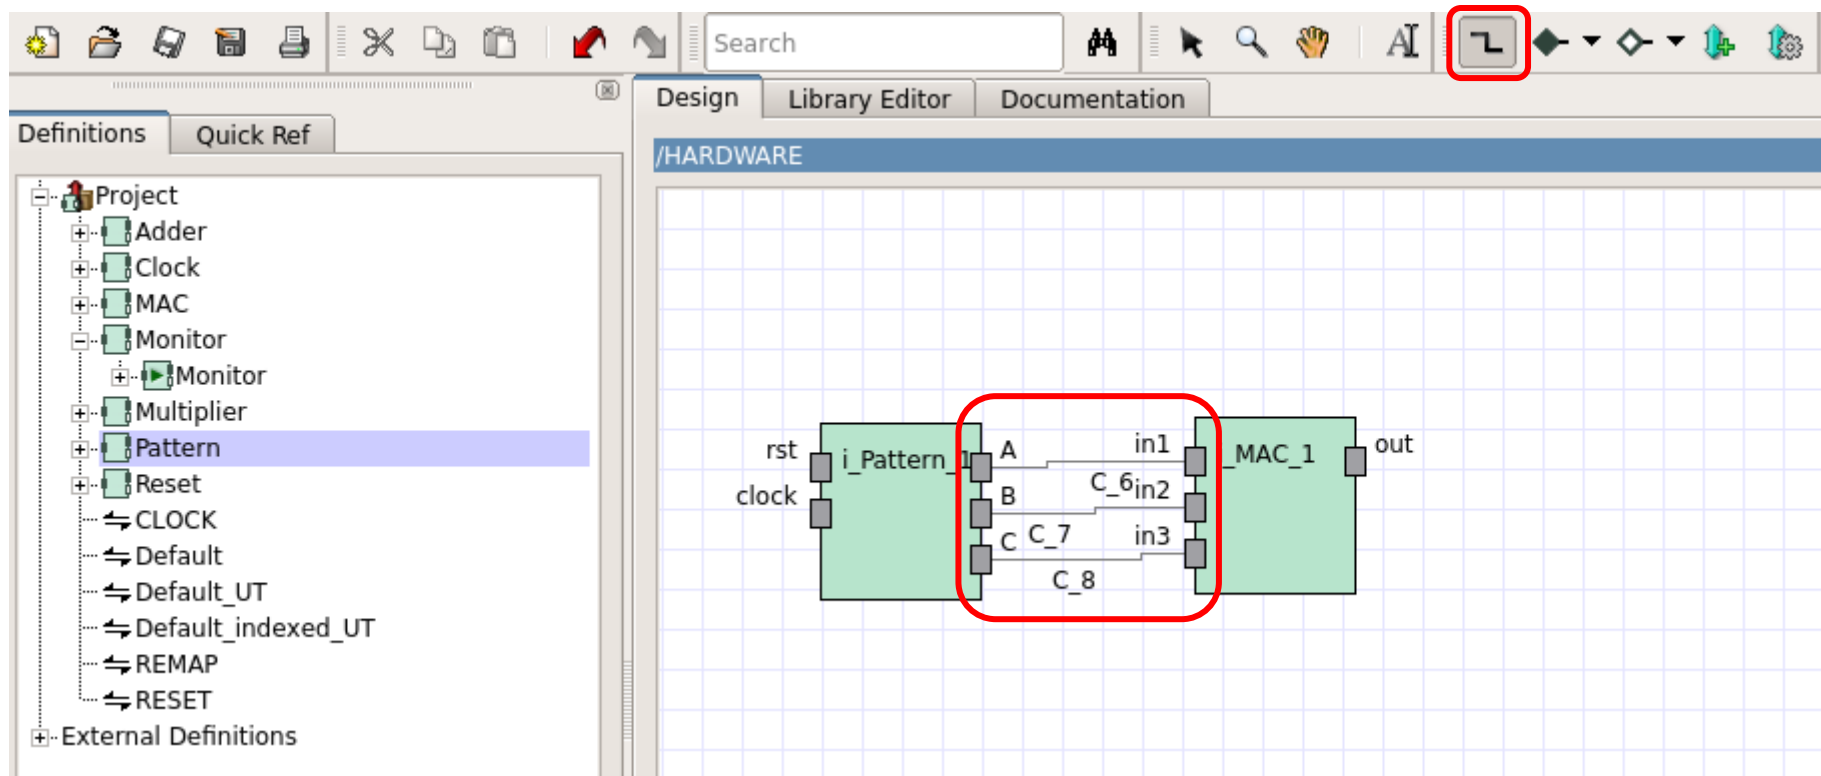 Search
Design
Library Editor
Documentation
Definitions
Quick Ref
/HARDWARE
Project
Adder
Clock
MAC
Monitor
Monitor
Multiplier
Pattern
Reset
CLOCK
Default
Default_UT
Default_indexed_UT
REMAP
RESET
External Definitions
rst
clock
i_Pattern_1
A
B
C
C_6
C_7
C_8
in1
in2
in3
_MAC_1
out